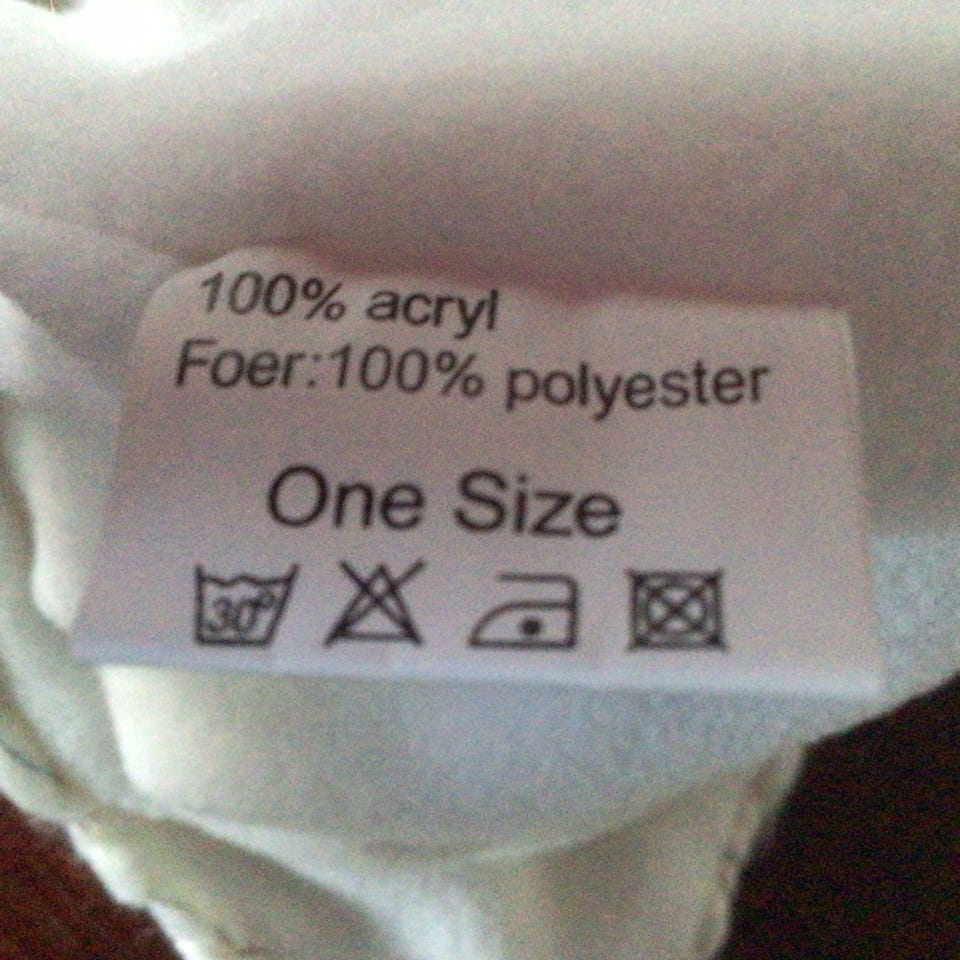 100% acryl
Foer:100% polyester
One Size
30°